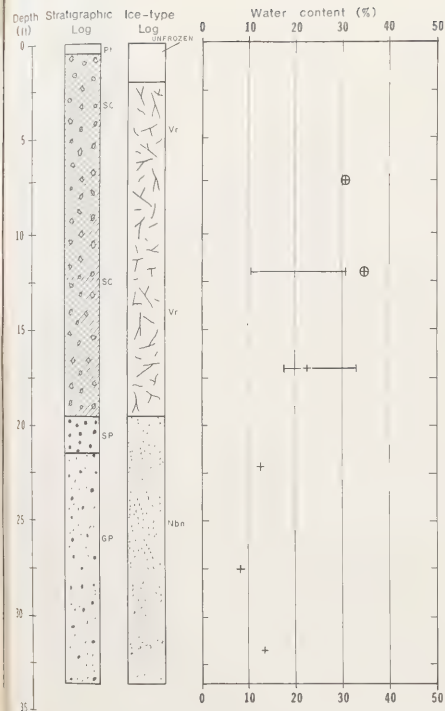 Depth Stratigraphic Ice-type Water content (%)
(ft) Log Log
0 10 20 30 40 50
UNFROZEN
0
Pt
SC
Vr
5
10
SC
Vr
15
20
SP
25
Nbn
GP
30
35
0 10 20 30 40 50